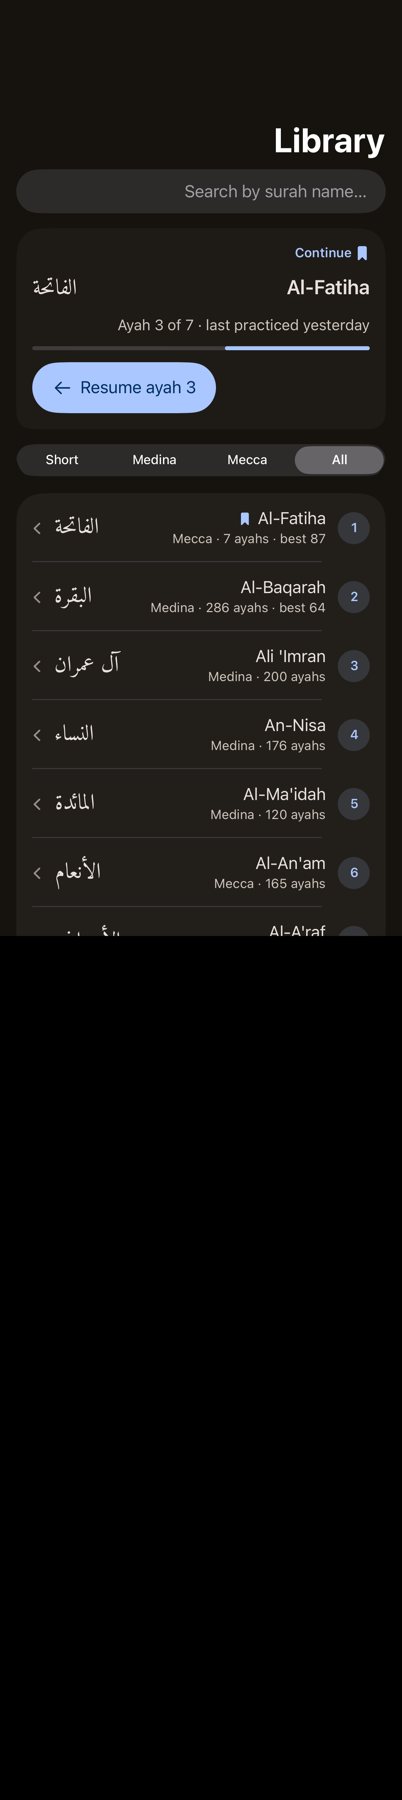 Library
Search by surah name...
Continue
Al-Fatiha الفاتحة
Ayah 3 of 7 · last practiced yesterday
Resume ayah 3
All Mecca Medina Short
1 Al-Fatiha الفاتحة
Mecca · 7 ayahs · best 87
2 Al-Baqarah البقرة
Medina · 286 ayahs · best 64
3 Ali 'Imran آل عمران
Medina · 200 ayahs
4 An-Nisa النساء
Medina · 176 ayahs
5 Al-Ma'idah المائدة
Medina · 120 ayahs
6 Al-An'am الأنعام
Mecca · 165 ayahs
Al-A'raf